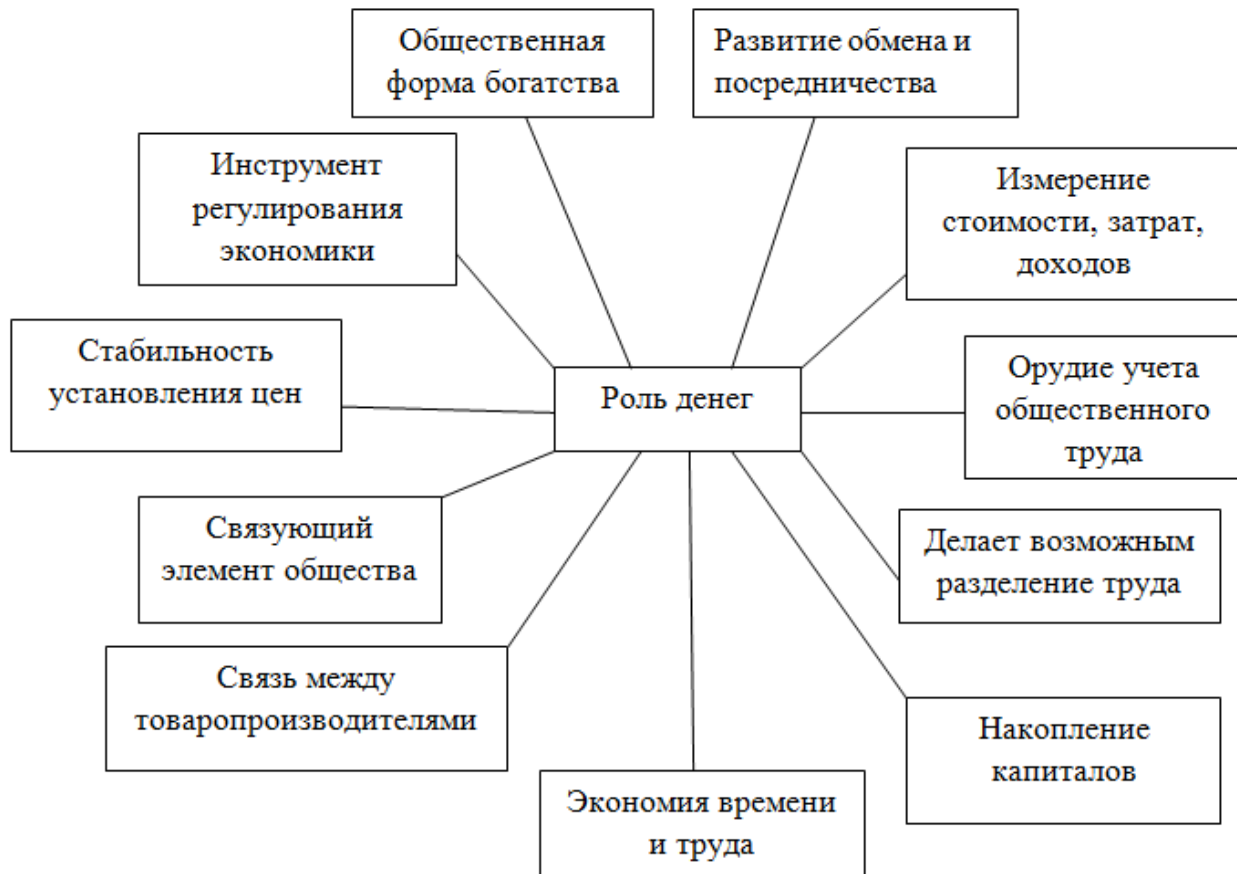 Общественная
форма богатства
Развитие обмена и
посредничества
Инструмент
регулирования
экономики
Измерение
стоимости, затрат,
доходов
Стабильность
установления цен
Роль денег
Орудие учета
общественного
труда
Связующий
элемент общества
Делает возможным
разделение труда
Связь между
товаропроизводителями
Накопление
капиталов
Экономия времени
и труда